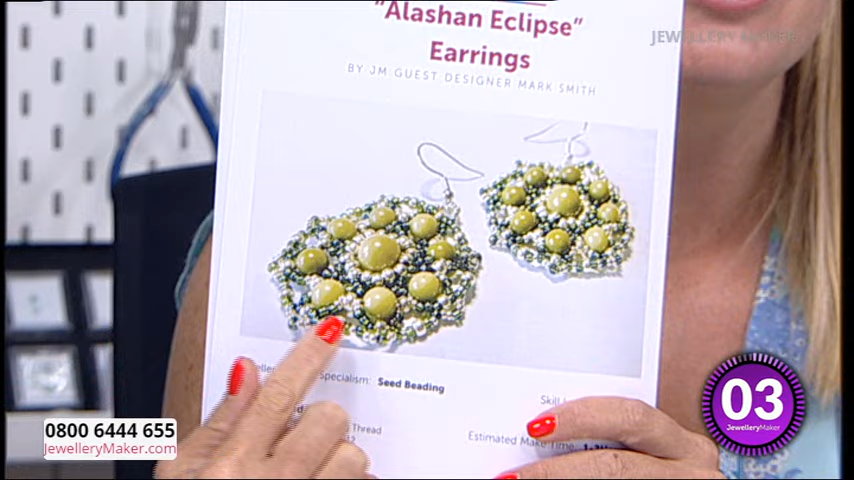 "Alashan Eclipse"
Earrings
BY JM GUEST DESIGNER MARK SMITH
JEWELLERY MAKER
Specialism: Seed Beading
Thread
Estimated Make Time:
03
JewelleryMaker
0800 6444 655
JewelleryMaker.com